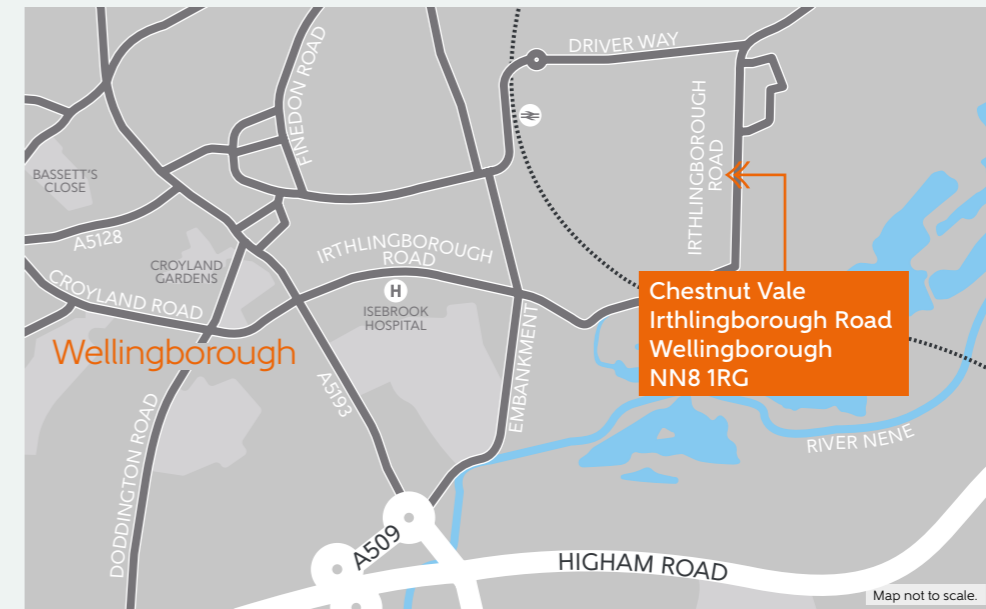 DRIVER WAY
FINEDON ROAD
IRTHLINGBOROUGH
ROAD
BASSETT'S
CLOSE
A5128
CROYLAND
GARDENS
IRTHLINGBOROUGH
ROAD
CROYLAND ROAD
H
ISEBROOK
HOSPITAL
Chestnut Vale
Irthlingborough Road
Wellingborough
NN8 1RG
Wellingborough
A5193
EMBANKMENT
DODDINGTON ROAD
RIVER NENE
A509
HIGHAM ROAD
Map not to scale.